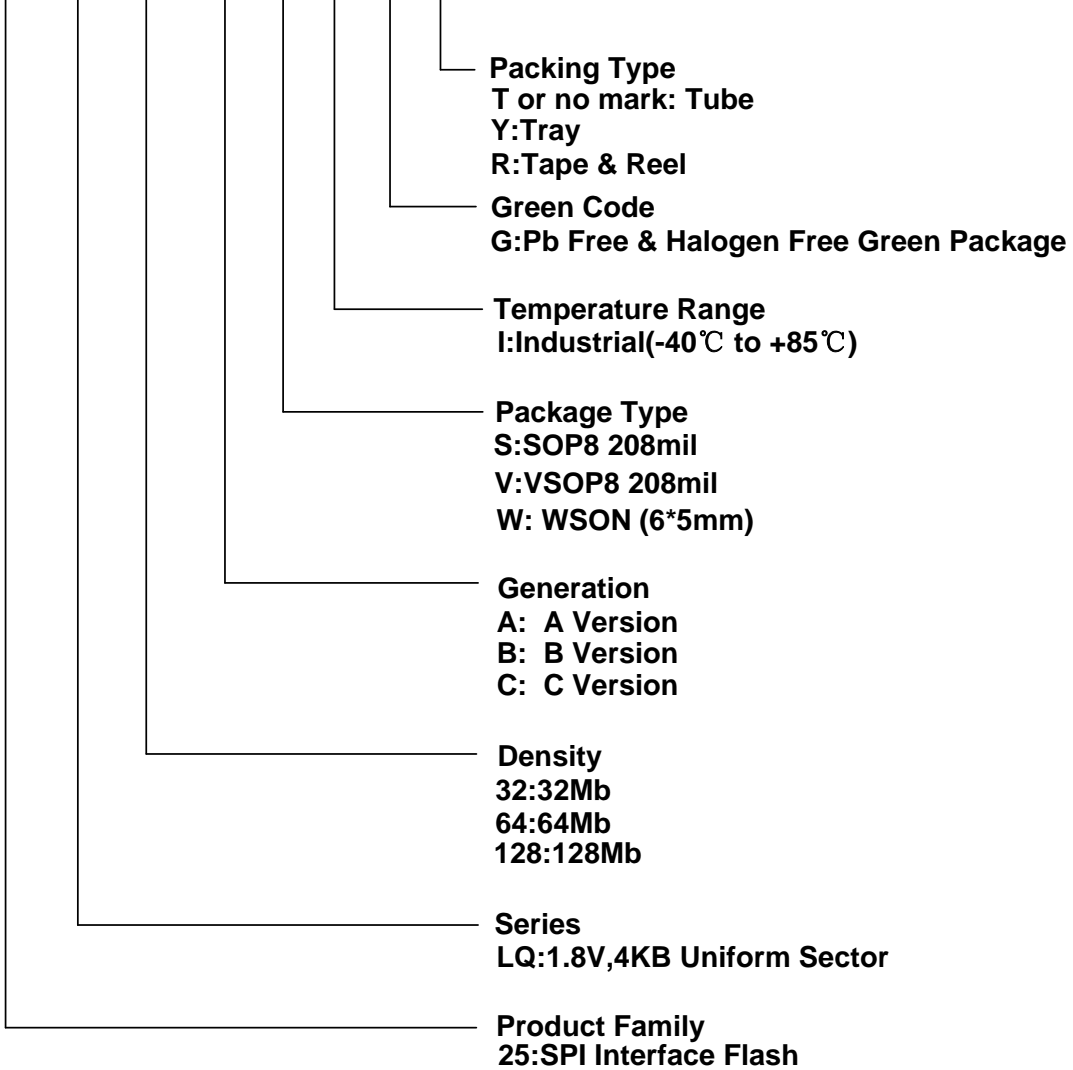 Packing Type
T or no mark: Tube
Y:Tray
R:Tape & Reel
Green Code
G:Pb Free & Halogen Free Green Package
Temperature Range
I:Industrial(-40℃ to +85℃)
Package Type
S:SOP8 208mil
V:VSOP8 208mil
W: WSON (6*5mm)
Generation
A: A Version
B: B Version
C: C Version
Density
32:32Mb
64:64Mb
128:128Mb
Series
LQ:1.8V,4KB Uniform Sector
Product Family
25:SPI Interface Flash